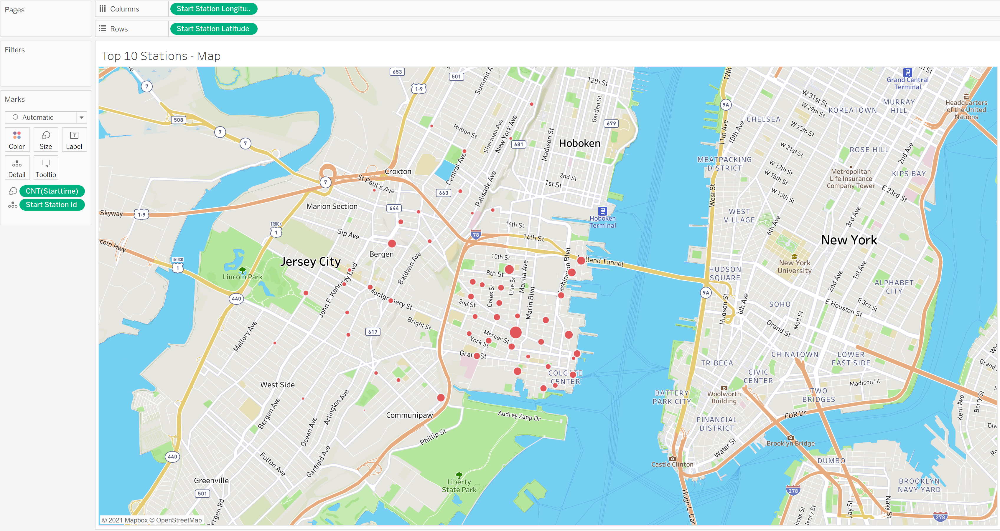 Pages
Columns
Start Station Longitu..
Rows
Start Station Latitude
Filters
Top 10 Stations - Map
Marks
Automatic
Color
Size
Label
Detail
Tooltip
CNT(Starttime)
Start Station Id
653
501
Summit A
12th St
12th
Grand Central
Terminal
7
1-9
9A
W 31st St
W 29th St
KOREATOWN
MURRAY
HILL
Headquarters
of the United
Nations
508
7
Hutton St
Sherman Ave
New York Ave
Garden St
679
11th Ave
10th Ave
CHELSEA
W 25th St
7
681
Madison St
Hoboken
W 21st St
ROSE HILL
2nd Ave
MEATPACKING
DISTRICT
W 17th St
W 15th St
Metropolitan
Life Insurance
Company Tower
KIPS BAY
Croxton
Central Ave
7
St Paul's Ave
663
Palisade Ave
2nd St
1st St
West St
W 13th St
E 23rd St
Skyway
1-9
Marion Section
644
Hoboken
Terminal
WEST
VILLAGE
6th Ave
3rd Ave
TRUCK
1
Sip Ave
78
16th St
14th St
New York
coln Hwy
TRUCK
1
Jersey City
Bergen
Baldwin Ave
10th St
lland Tunnel
New York
University
1st Ave
Lincoln Park
8th St
Erie St
Manila Ave
HUDSON
SQUARE
2nd Ave
ALPHABET
CITY
440
John F. Kennedy Blvd
Montgomery St
2nd St
Coles St
Marin Blvd
9A
Hudson St
6th Ave
SOHO
E Houston St
E 3rd St
Mallory Ave
Bright St
617
Mercer St
York St
Grand St
Mott St
CHINATOWN
LOWER
EAST SIDE
Grand
TRIBECA
CIVIC
CENTER
West Side
COLGATE
CENTER
Madison St
BATTERY
PARK CITY
Woolworth
Building
TWO
BRIDGES
Kent Ave
Berry St
Bergen Ave
Arlington Ave
Communipaw
Audrey Zapp Dr
FDR Dr
FINANCIAL
DISTRICT
Ocean Ave
Phillip St
Water St
Brooklyn Bridge
440
Fulton Ave
Garfield Ave
Castle Clinton
DUMBO
Greenville
Liberty
State Park
BROOKLYN
NAVY YARD
501
278
Hugh L. Car
Navy St
Jay St
Bergen Rd
Hicks St
Henry St
278
© 2021 Mapbox © OpenStreetMap